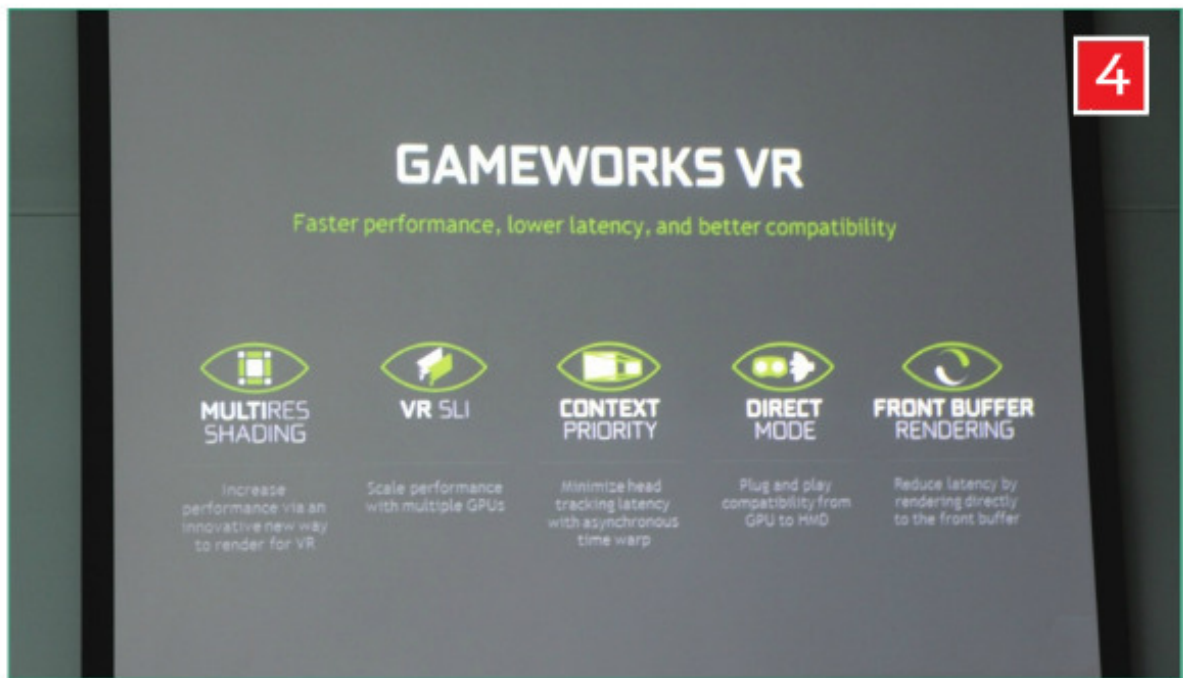 4
GAMEWORKS VR
Faster performance, lower latency, and better compatibility
MULTIRES
SHADING
Increase
performance via an
innovative new way
to render for VR
VR SLI
Scale performance
with multiple GPUs
CONTEXT
PRIORITY
Minimize head
tracking latency
with asynchronous
time warp
DIRECT
MODE
Plug and play
compatibility from
GPU to HMD
FRONT BUFFER
RENDERING
Reduce latency by
rendering directly
to the front buffer